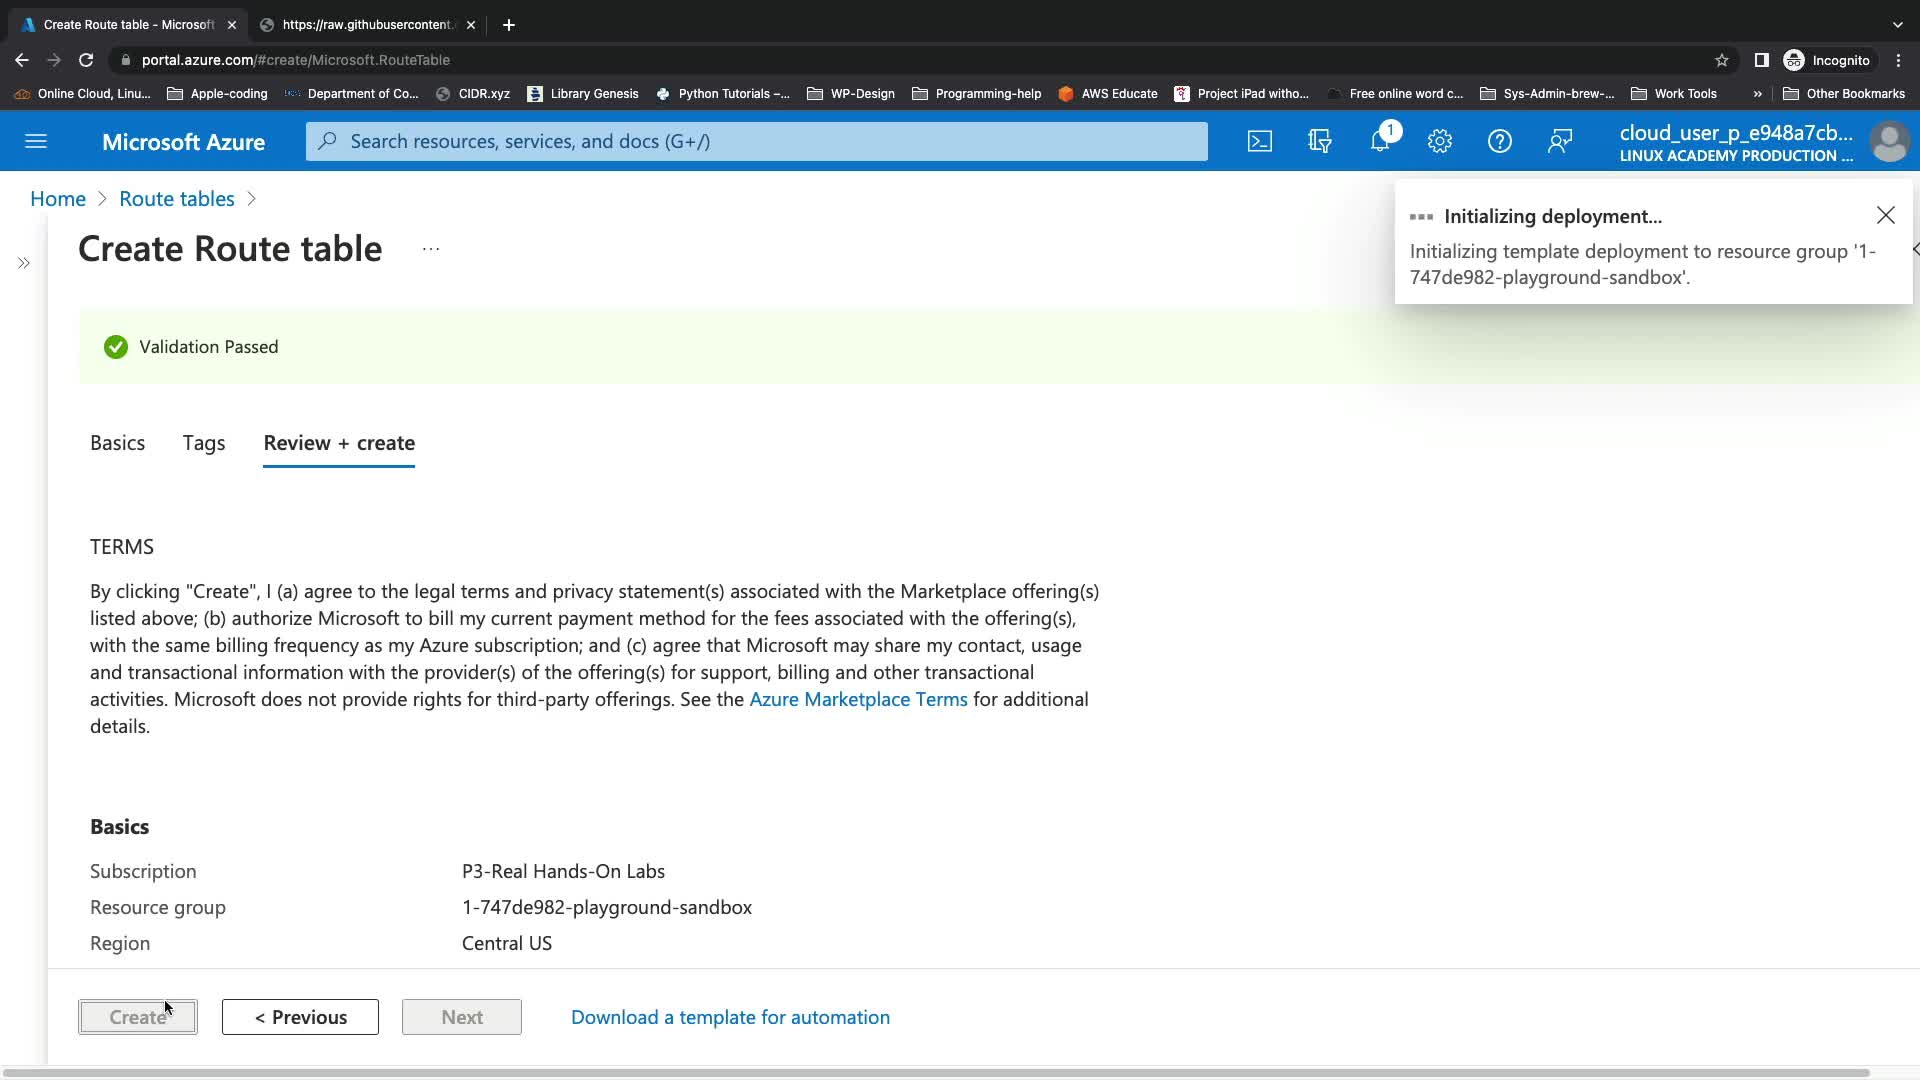 Create Route table - Microsoft
https://raw.githubusercontent.
portal.azure.com/#create/Microsoft.RouteTable
Incognito
Online Cloud, Linu...
Apple-coding
Department of Co...
CIDR.xyz
Library Genesis
Python Tutorials –...
WP-Design
Programming-help
AWS Educate
Project iPad witho...
Free online word c...
Sys-Admin-brew-...
Work Tools
»
Other Bookmarks
Microsoft Azure
Search resources, services, and docs (G+/)
1
cloud_user_p_e948a7cb...
LINUX ACADEMY PRODUCTION ...
Home > Route tables >
Create Route table ...
Initializing deployment...
Initializing template deployment to resource group '1-
747de982-playground-sandbox'.
Validation Passed
Basics
Tags
Review + create
TERMS
By clicking "Create", I (a) agree to the legal terms and privacy statement(s) associated with the Marketplace offering(s)
listed above; (b) authorize Microsoft to bill my current payment method for the fees associated with the offering(s),
with the same billing frequency as my Azure subscription; and (c) agree that Microsoft may share my contact, usage
and transactional information with the provider(s) of the offering(s) for support, billing and other transactional
activities. Microsoft does not provide rights for third-party offerings. See the Azure Marketplace Terms for additional
details.
Basics
Subscription P3-Real Hands-On Labs
Resource group 1-747de982-playground-sandbox
Region Central US
Create
< Previous
Next
Download a template for automation